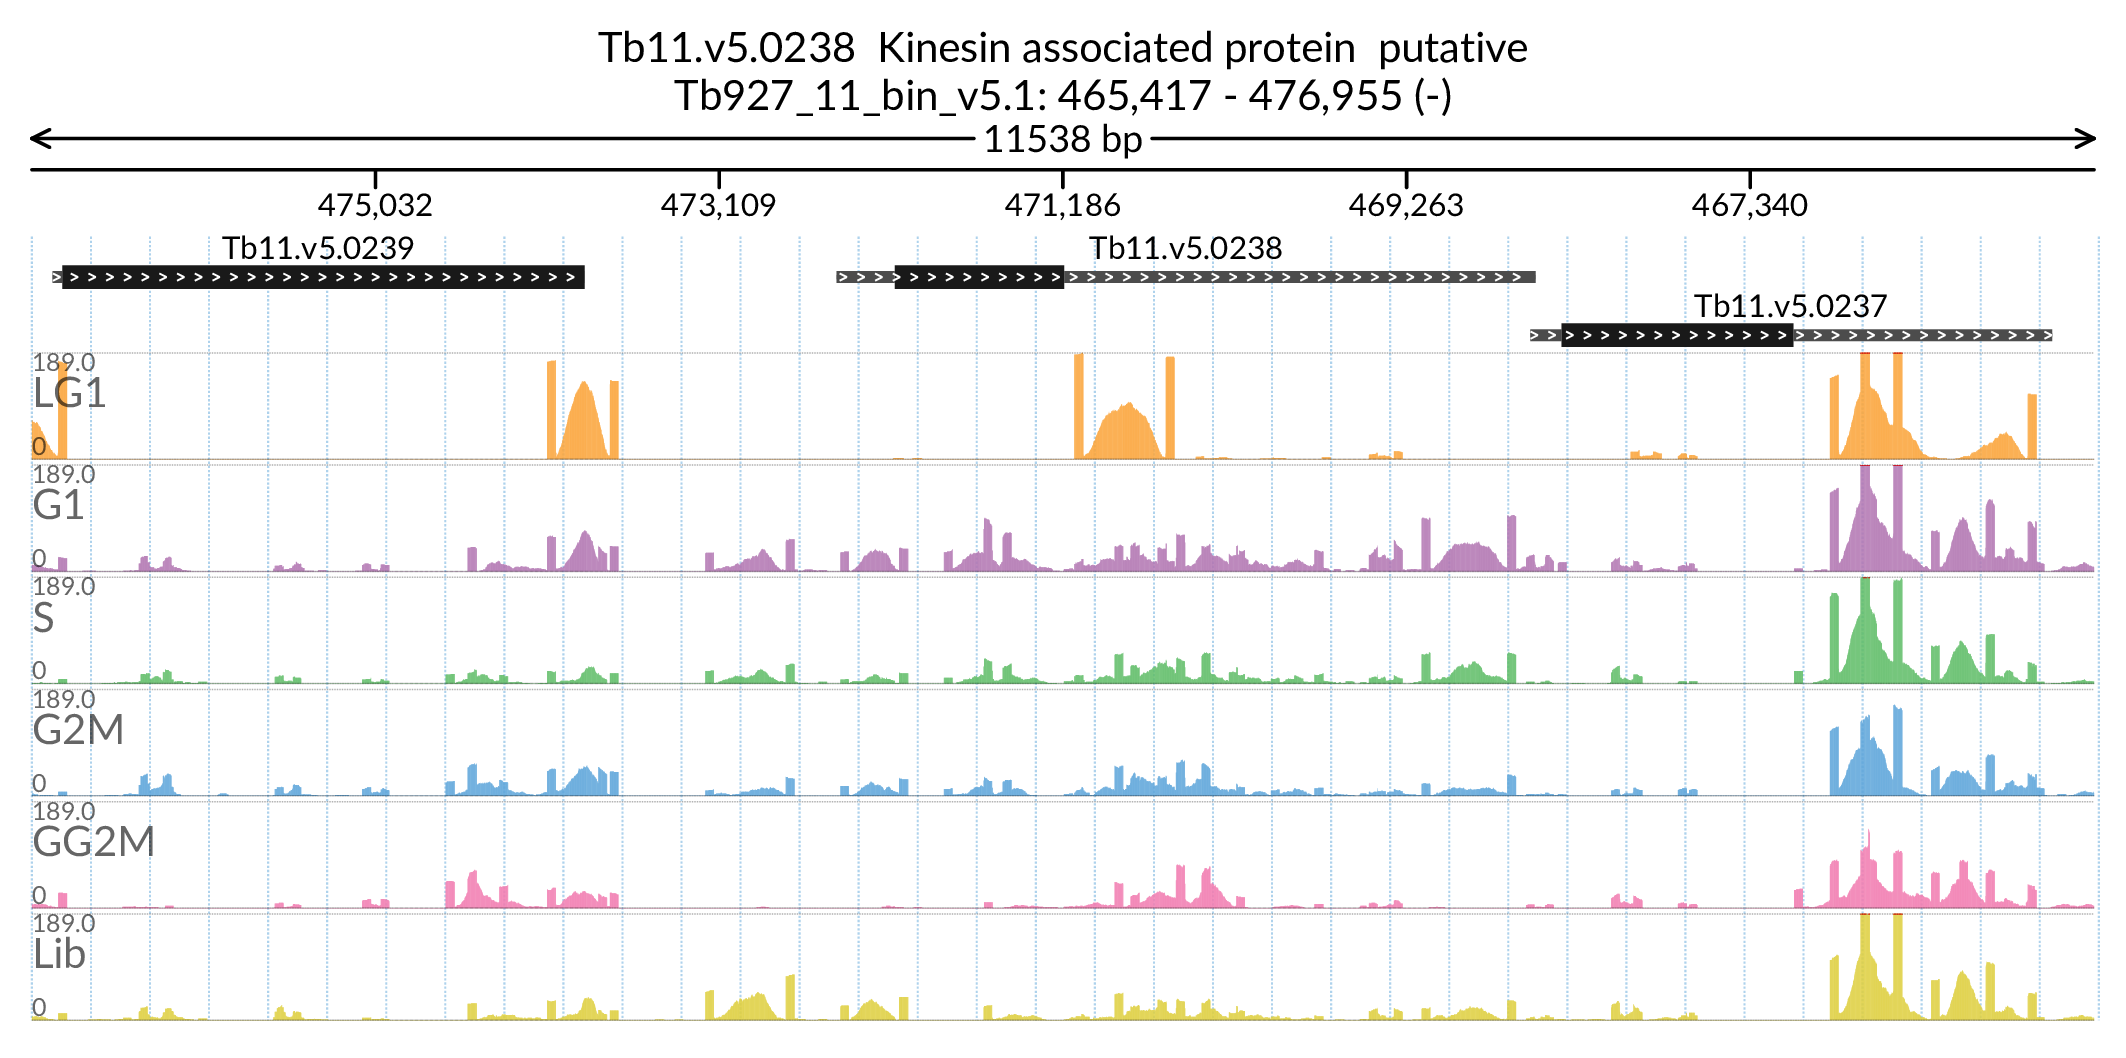 Tb11.v5.0238  Kinesin associated protein  putative
Tb927_11_bin_v5.1: 465,417 - 476,955 (-)
11538 bp
475,032 473,109 471,186 469,263 467,340
Tb11.v5.0239 Tb11.v5.0238
Tb11.v5.0237
189.0
LG1
0
189.0
G1
0
189.0
S
0
189.0
G2M
0
189.0
GG2M
0
189.0
Lib
0